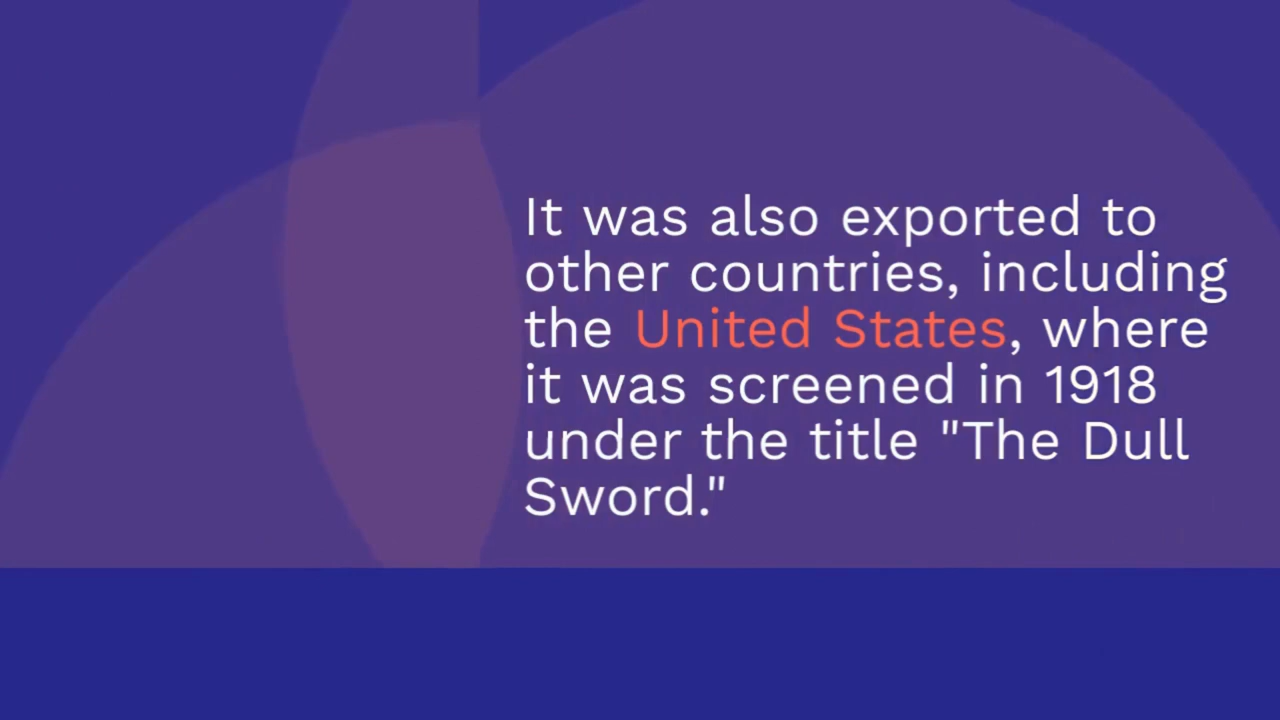 It was also exported to
other countries, including
the United States, where
it was screened in 1918
under the title "The Dull
Sword."